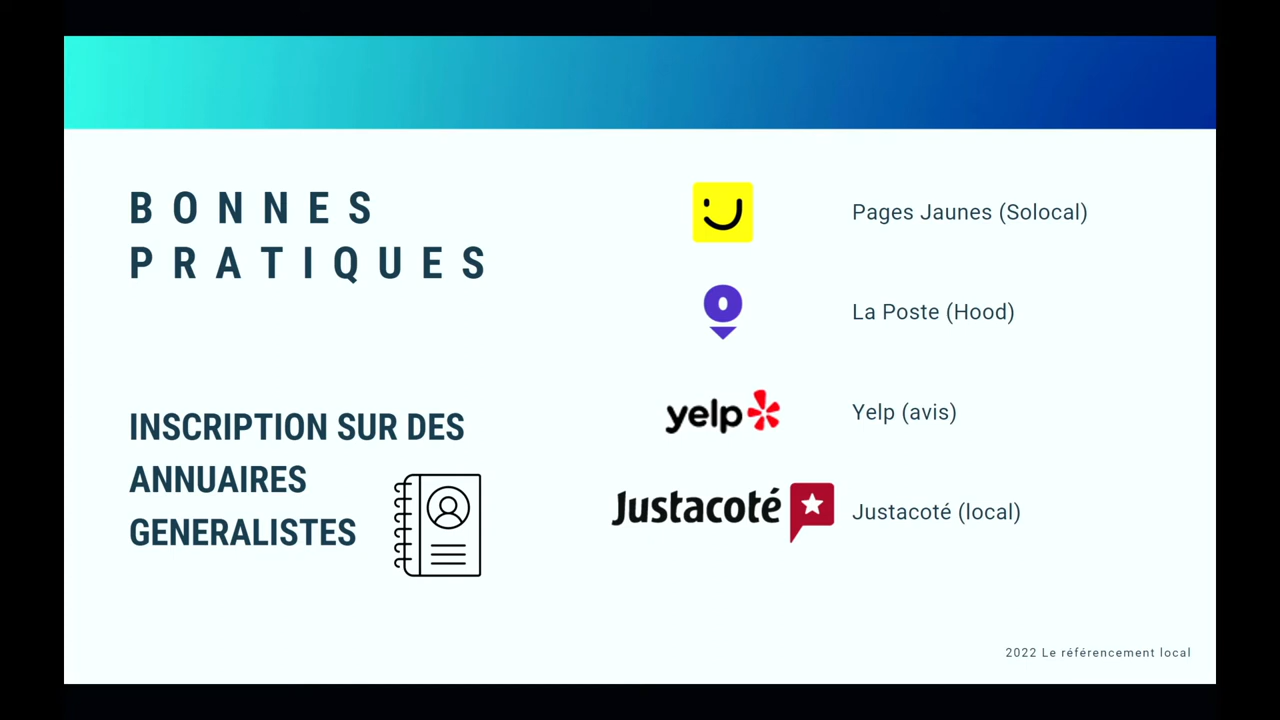 BONNES
PRATIQUES
INSCRIPTION SUR DES
ANNUAIRES
GENERALISTES
Pages Jaunes (Solocal)
La Poste (Hood)
yelp
Yelp (avis)
Justacoté
Justacoté (local)
2022 Le référencement local